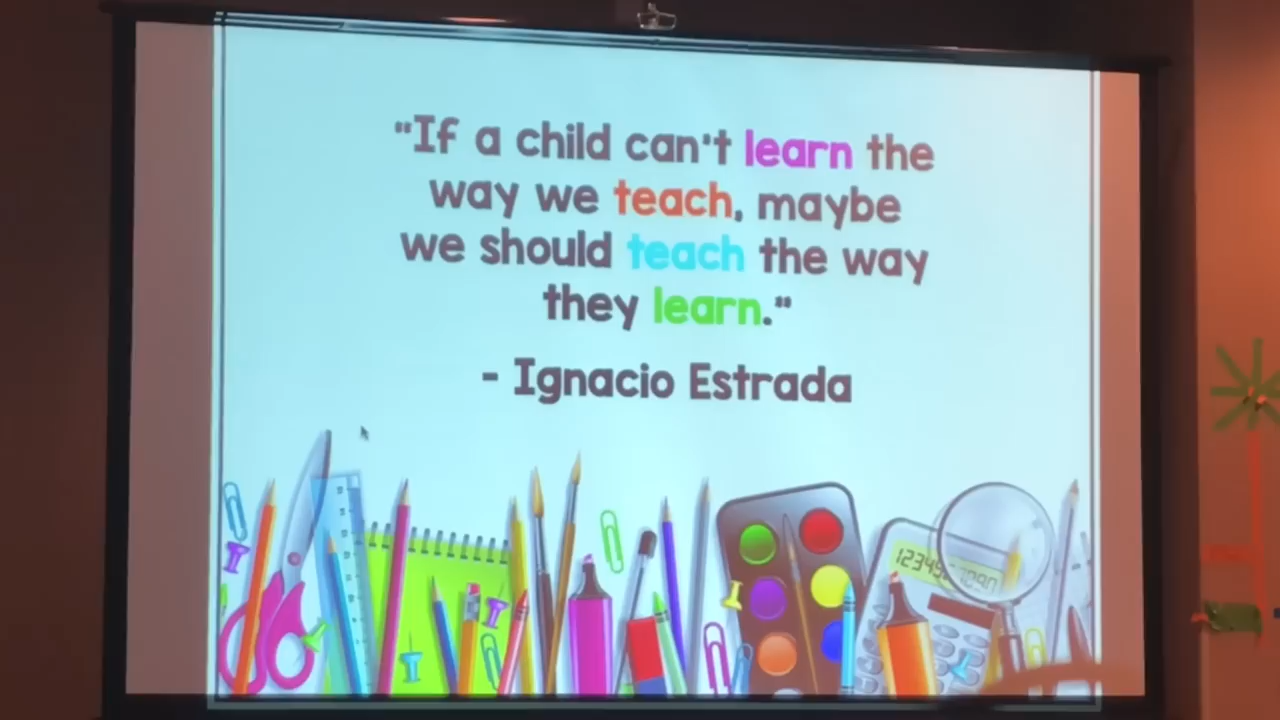 "If a child can't learn the
way we teach, maybe
we should teach the way
they learn."
- Ignacio Estrada